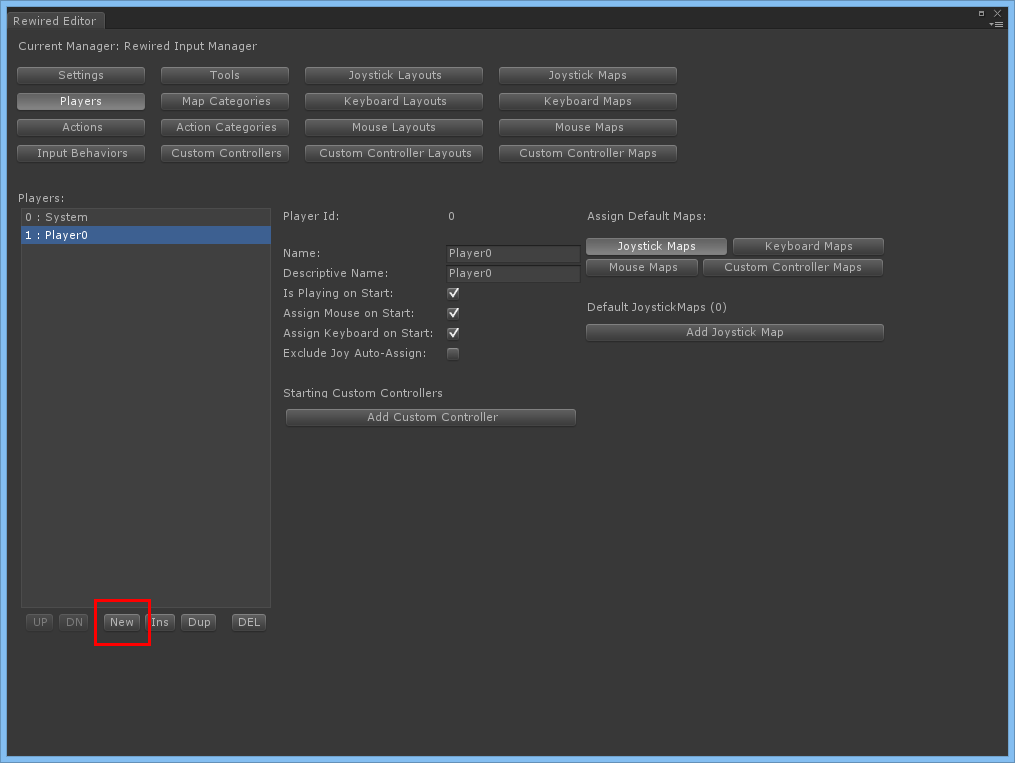 Rewired Editor
Current Manager: Rewired Input Manager
Settings Tools Joystick Layouts Joystick Maps
Players Map Categories Keyboard Layouts Keyboard Maps
Actions Action Categories Mouse Layouts Mouse Maps
Input Behaviors Custom Controllers Custom Controller Layouts Custom Controller Maps
Players:
0 : System
1 : Player0
UP DN New Ins Dup DEL
Player Id: 0
Name: Player0
Descriptive Name: Player0
Is Playing on Start:
Assign Mouse on Start:
Assign Keyboard on Start:
Exclude Joy Auto-Assign:
Starting Custom Controllers
Add Custom Controller
Assign Default Maps:
Joystick Maps Keyboard Maps
Mouse Maps Custom Controller Maps
Default JoystickMaps (0)
Add Joystick Map